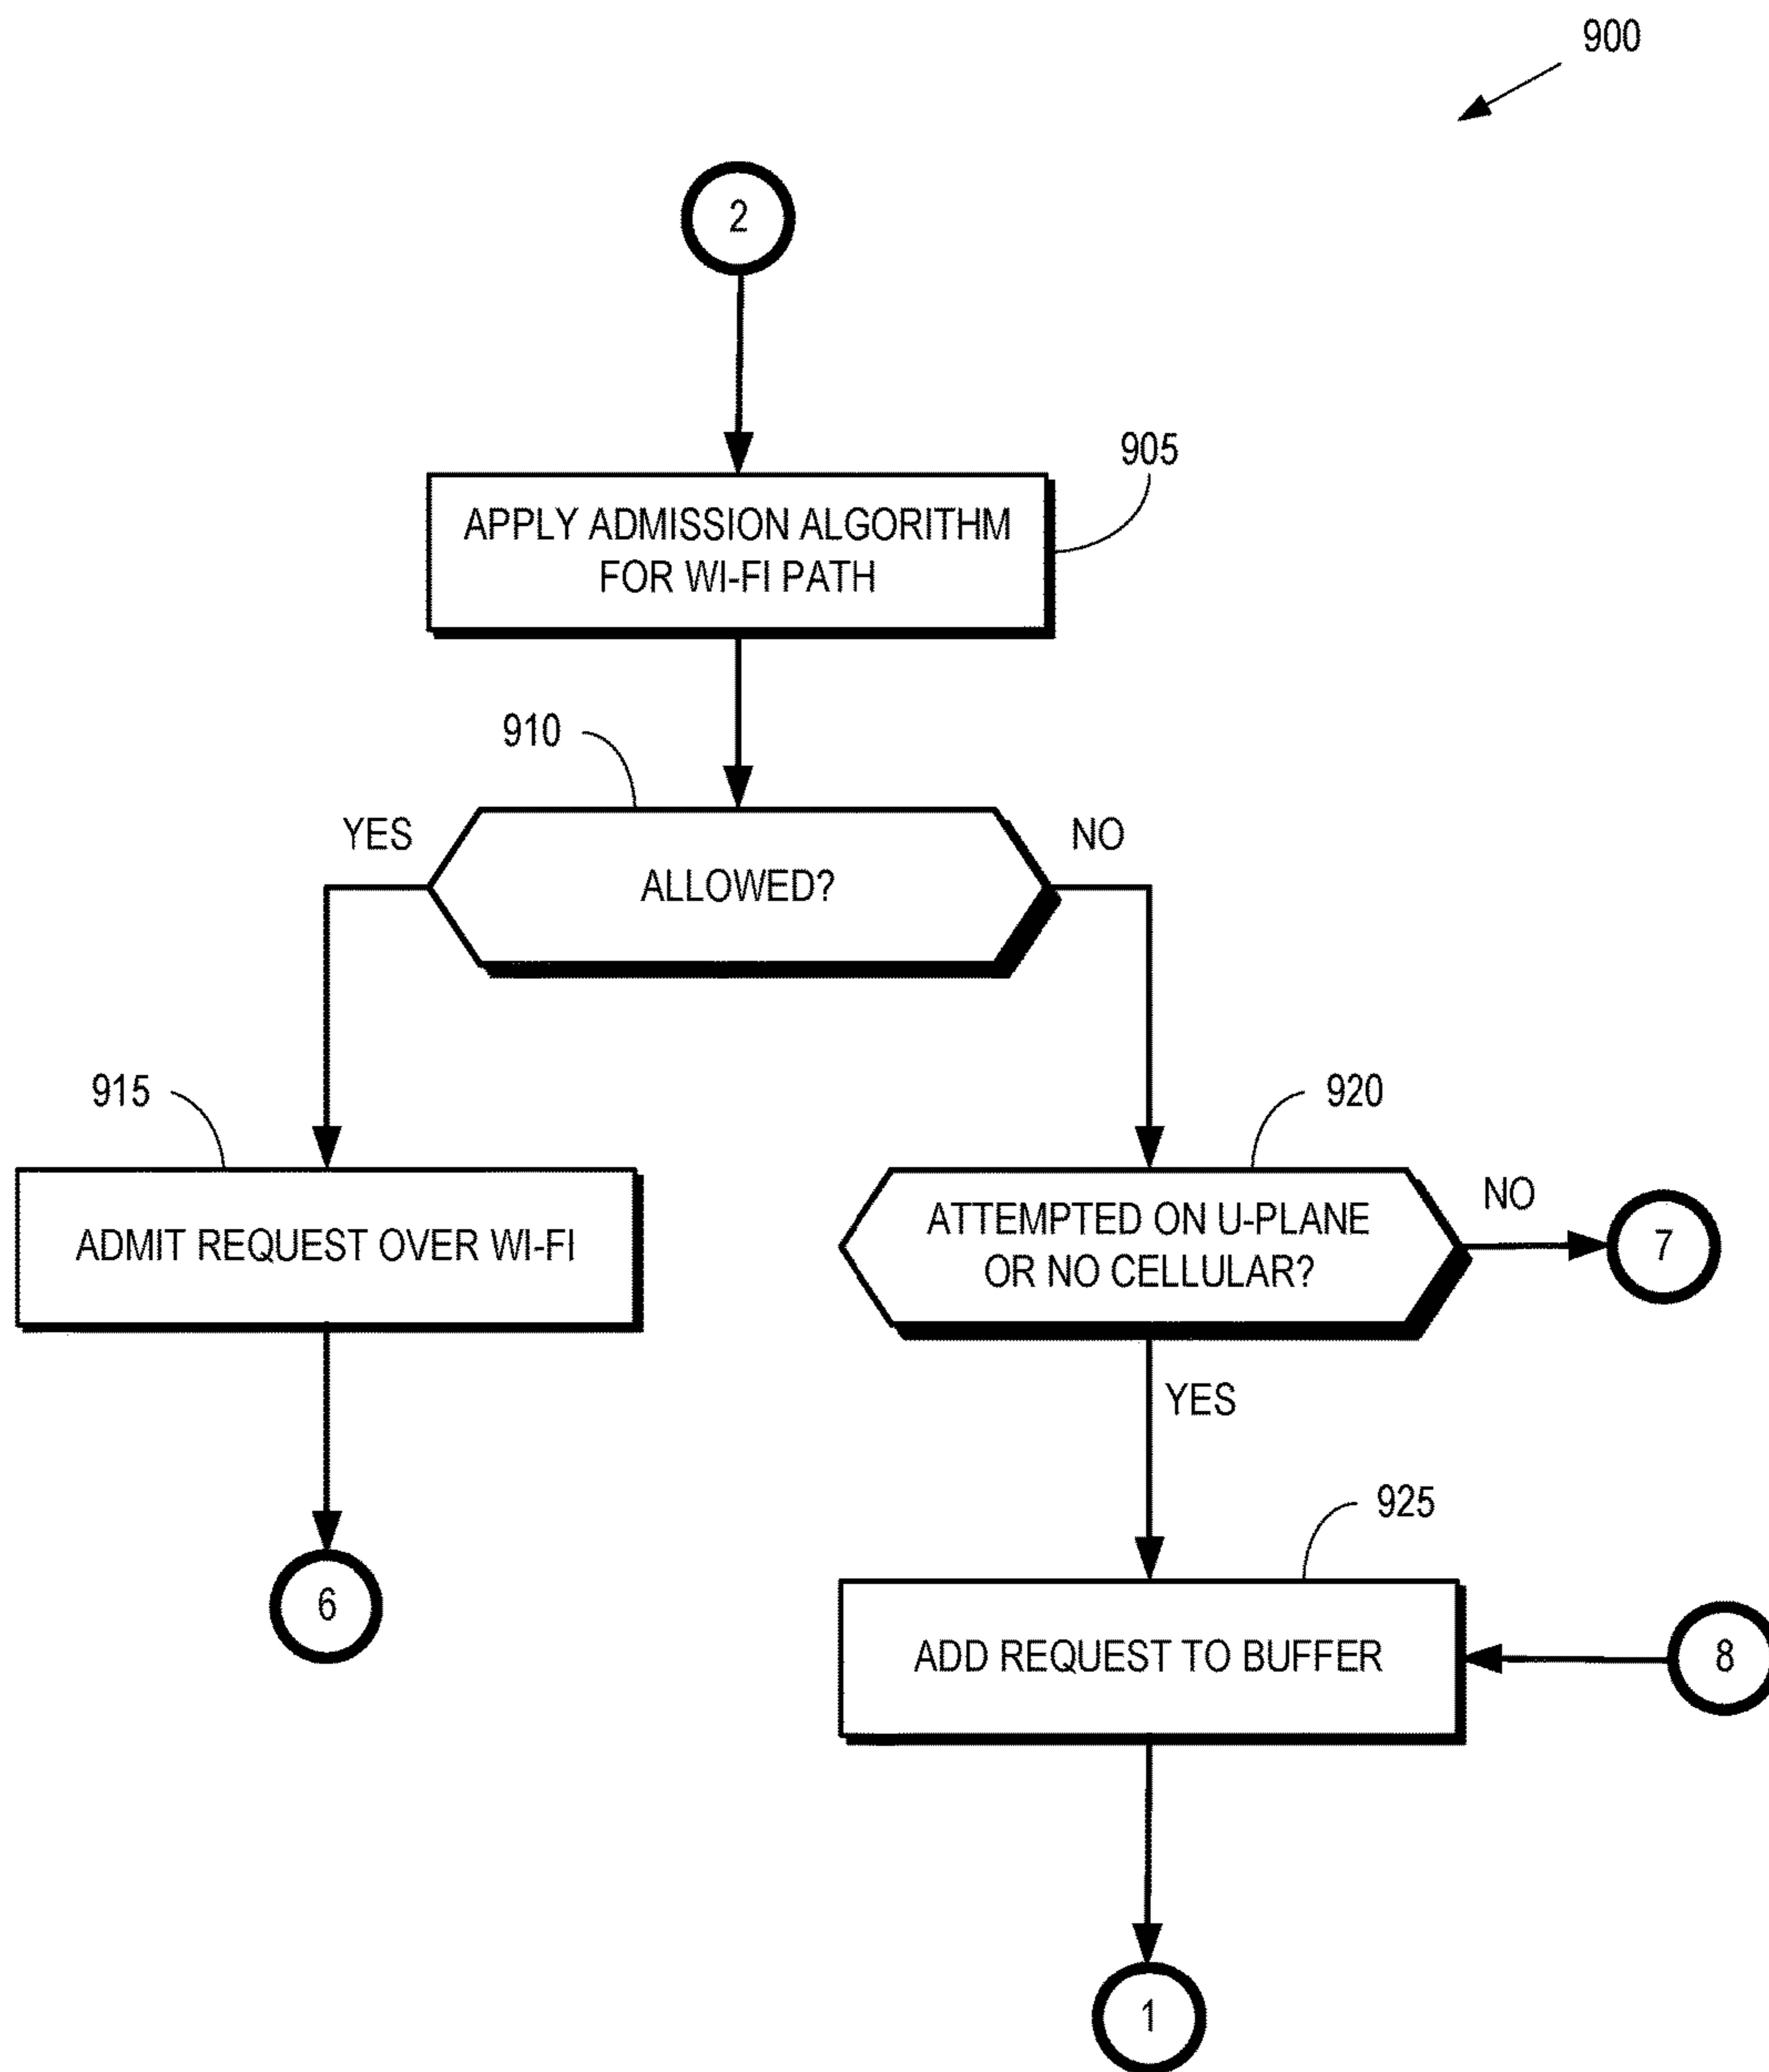 900
2
905
APPLY ADMISSION ALGORITHM
FOR WI-FI PATH
910
YES
NO
ALLOWED?
915
920
ADMIT REQUEST OVER WI-FI
ATTEMPTED ON U-PLANE
OR NO CELLULAR?
NO
7
YES
925
6
ADD REQUEST TO BUFFER
8
1